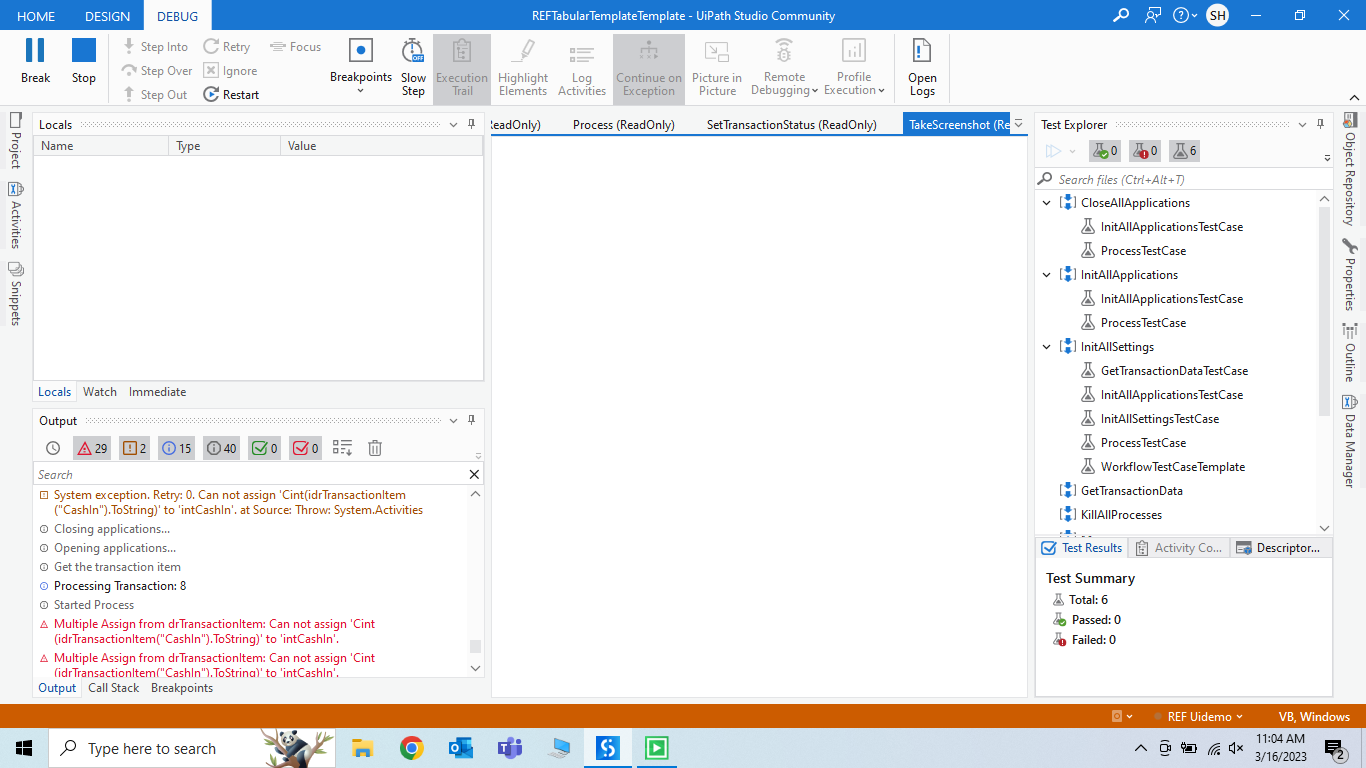 HOME DESIGN DEBUG REFTabularTemplateTemplate - UiPath Studio Community SH
Break
Stop
Step Into
Step Over
Step Out
Retry
Ignore
Restart
Focus
Breakpoints
Slow
Step
OFF
Execution
Trail
Highlight
Elements
Log
Activities
Continue on
Exception
Picture in
Picture
Remote
Debugging
Profile
Execution
Open
Logs
Project
Activities
Snippets
Locals
Name Type Value
Locals Watch Immediate
Output
29 2 15 40 0 0
Search
System exception. Retry: 0. Can not assign 'Cint(idrTransactionItem
("CashIn").ToString)' to 'intCashIn'. at Source: Throw: System.Activities
Closing applications...
Opening applications...
Get the transaction item
Processing Transaction: 8
Started Process
Multiple Assign from drTransactionItem: Can not assign 'Cint
(idrTransactionItem("CashIn").ToString)' to 'intCashIn'.
Multiple Assign from drTransactionItem: Can not assign 'Cint
(idrTransactionItem("CashIn").ToString)' to 'intCashIn'.
Output Call Stack Breakpoints
ReadOnly) Process (ReadOnly) SetTransactionStatus (ReadOnly) TakeScreenshot (Re
Test Explorer
0 0 6
Search files (Ctrl+Alt+T)
CloseAllApplications
InitAllApplicationsTestCase
ProcessTestCase
InitAllApplications
InitAllApplicationsTestCase
ProcessTestCase
InitAllSettings
GetTransactionDataTestCase
InitAllApplicationsTestCase
InitAllSettingsTestCase
ProcessTestCase
WorkflowTestCaseTemplate
GetTransactionData
KillAllProcesses
Test Results Activity Co... Descriptor...
Test Summary
Total: 6
Passed: 0
Failed: 0
Object Repository
Properties
Outline
Data Manager
REF Uidemo VB, Windows
Type here to search
11:04 AM
3/16/2023
2